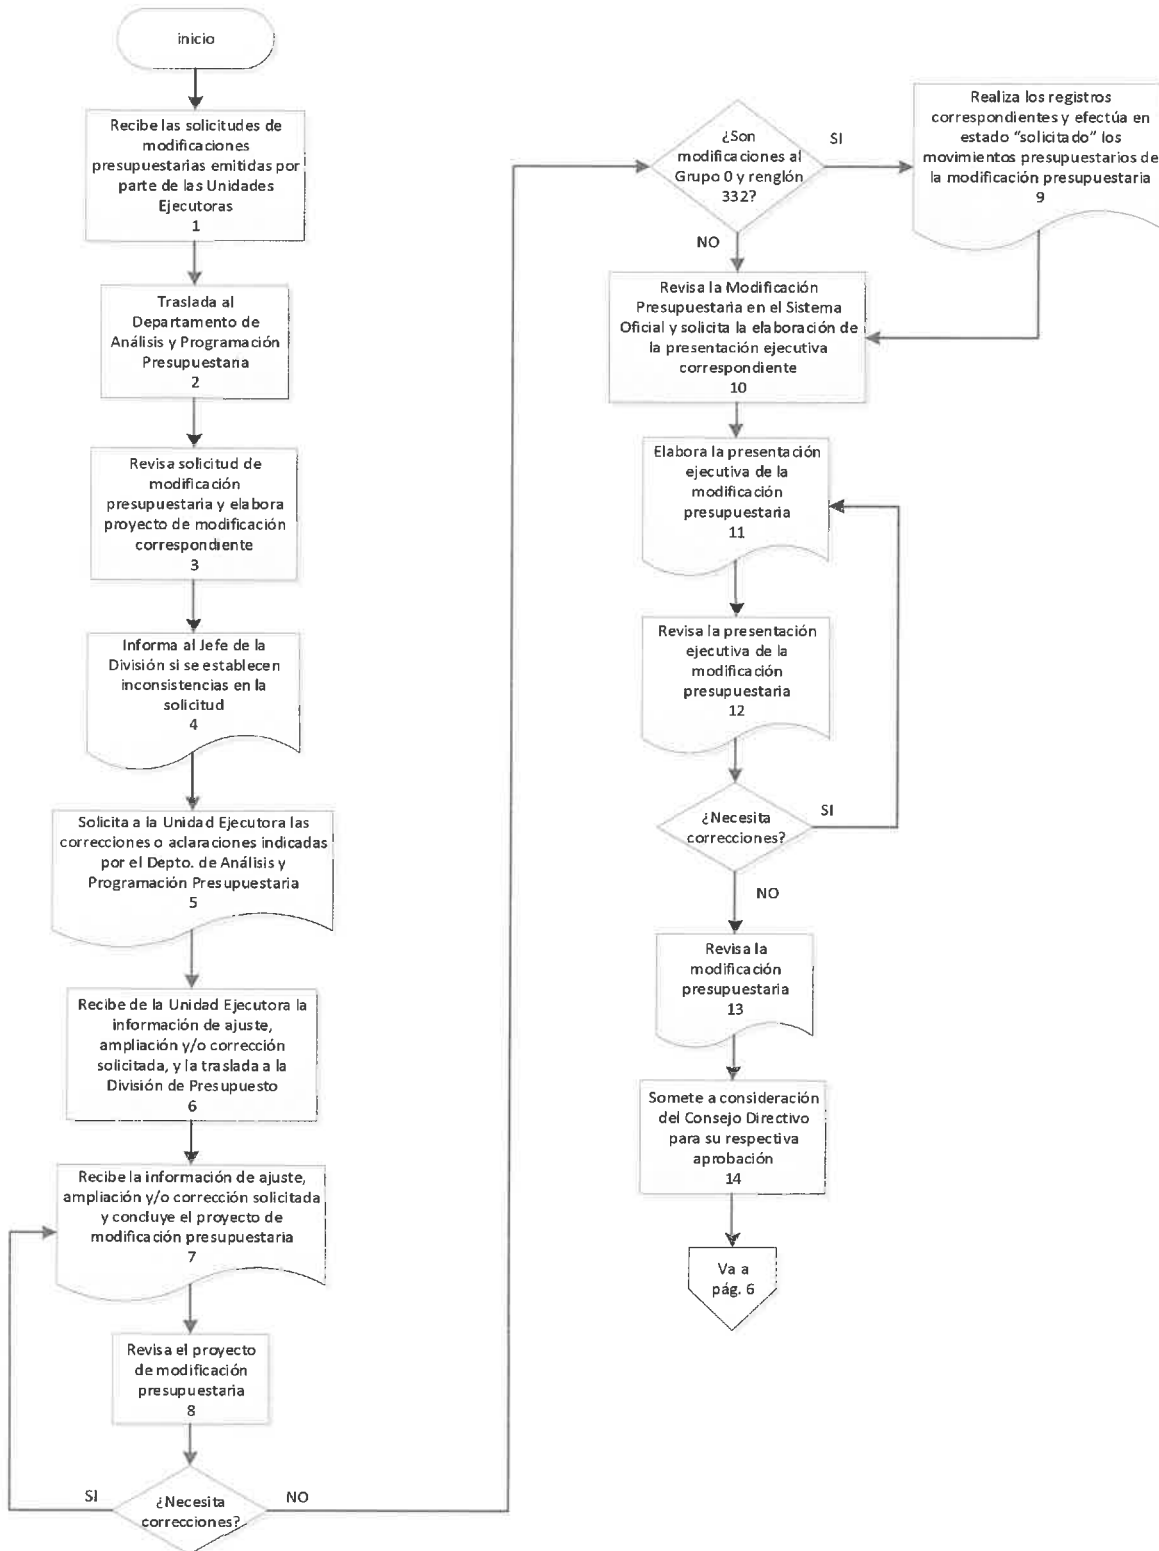 inicio
Recibe las solicitudes de
modificaciones
presupuestarias emitidas por
parte de las Unidades
Ejecutoras
1
Traslada al
Departamento de
Análisis y Programación
Presupuestaria
2
Revisa solicitud de
modificación
presupuestaria y elabora
proyecto de modificación
correspondiente
3
Informa al Jefe de la
División si se establecen
inconsistencias en la
solicitud
4
Solicita a la Unidad Ejecutora las
correcciones o aclaraciones indicadas
por el Depto. de Análisis y
Programación Presupuestaria
5
Recibe de la Unidad Ejecutora la
información de ajuste,
ampliación y/o corrección
solicitada, y la traslada a la
División de Presupuesto
6
Recibe la información de ajuste,
ampliación y/o corrección solicitada
y concluye el proyecto de
modificación presupuestaria
7
Revisa el proyecto
de modificación
presupuestaria
8
SI
¿Necesita
correcciones?
NO
¿Son
modificaciones al
Grupo 0 y renglón
332?
SI
NO
Realiza los registros
correspondientes y efectúa en
estado "solicitado" los
movimientos presupuestarios de
la modificación presupuestaria
9
Revisa la Modificación
Presupuestaria en el Sistema
Oficial y solicita la elaboración de
la presentación ejecutiva
correspondiente
10
Elabora la presentación
ejecutiva de la
modificación
presupuestaria
11
Revisa la presentación
ejecutiva de la
modificación
presupuestaria
12
¿Necesita
correcciones?
SI
NO
Revisa la
modificación
presupuestaria
13
Somete a consideración
del Consejo Directivo
para su respectiva
aprobación
14
Va a
pág. 6